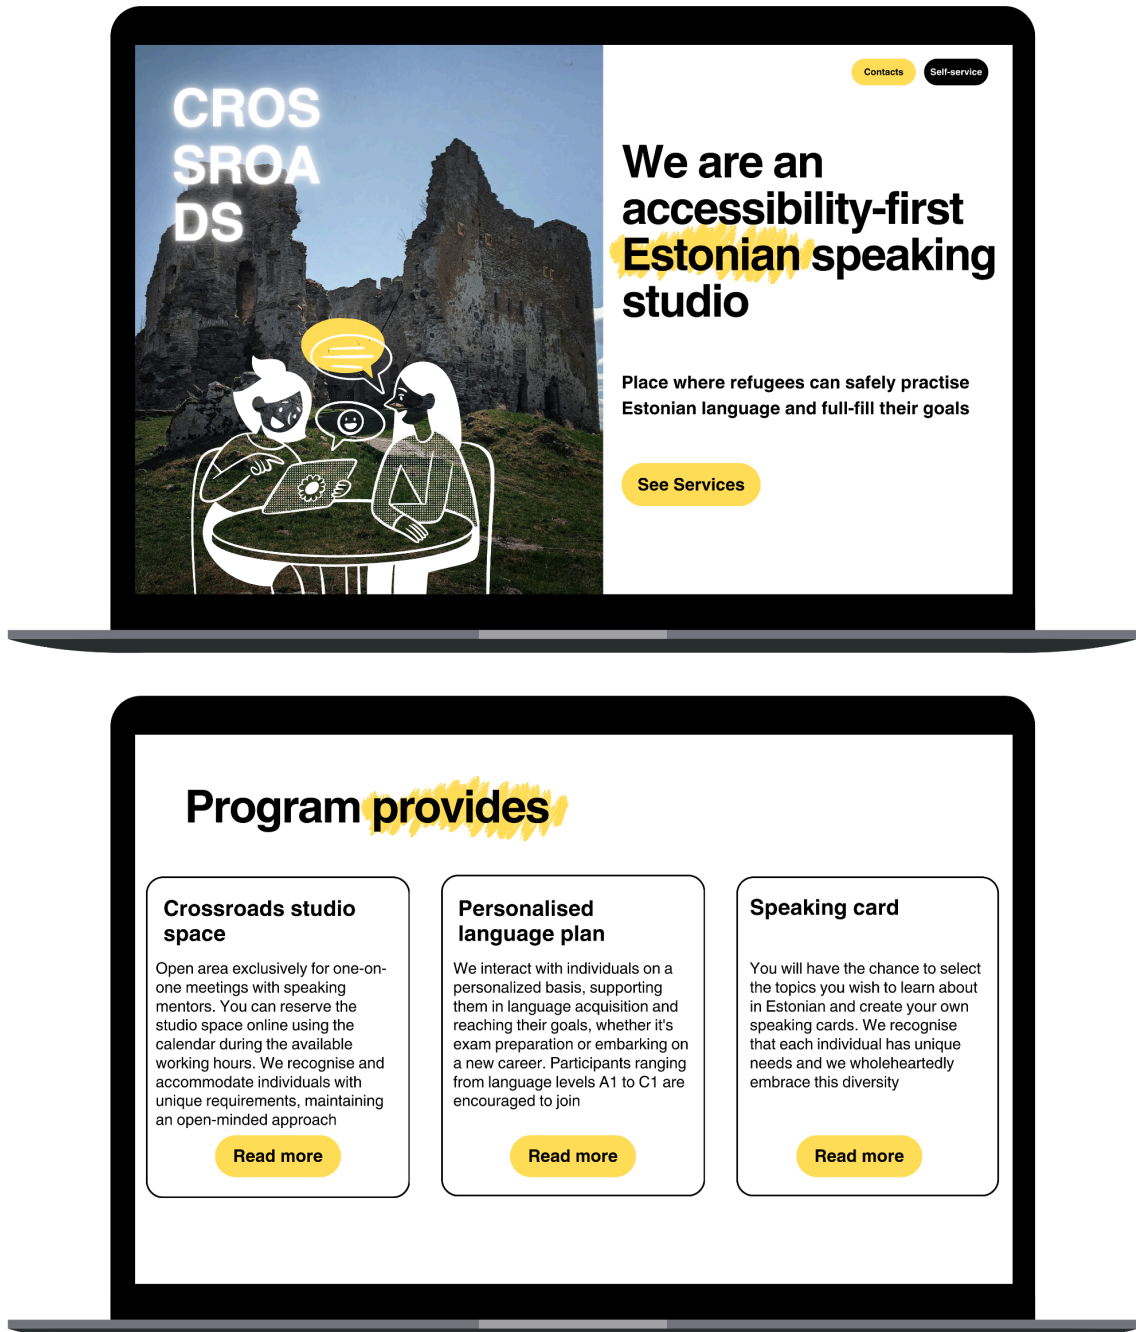 CROS
SROA
DS
Contacts
Self-service
We are an
accessibility-first
Estonian speaking
studio
Place where refugees can safely practise
Estonian language and full-fill their goals
See Services
Program provides
Crossroads studio
space
Open area exclusively for one-on-
one meetings with speaking
mentors. You can reserve the
studio space online using the
calendar during the available
working hours. We recognise and
accommodate individuals with
unique requirements, maintaining
an open-minded approach
Read more
Personalised
language plan
We interact with individuals on a
personalized basis, supporting
them in language acquisition and
reaching their goals, whether it's
exam preparation or embarking on
a new career. Participants ranging
from language levels A1 to C1 are
encouraged to join
Read more
Speaking card
You will have the chance to select
the topics you wish to learn about
in Estonian and create your own
speaking cards. We recognise
that each individual has unique
needs and we wholeheartedly
embrace this diversity
Read more